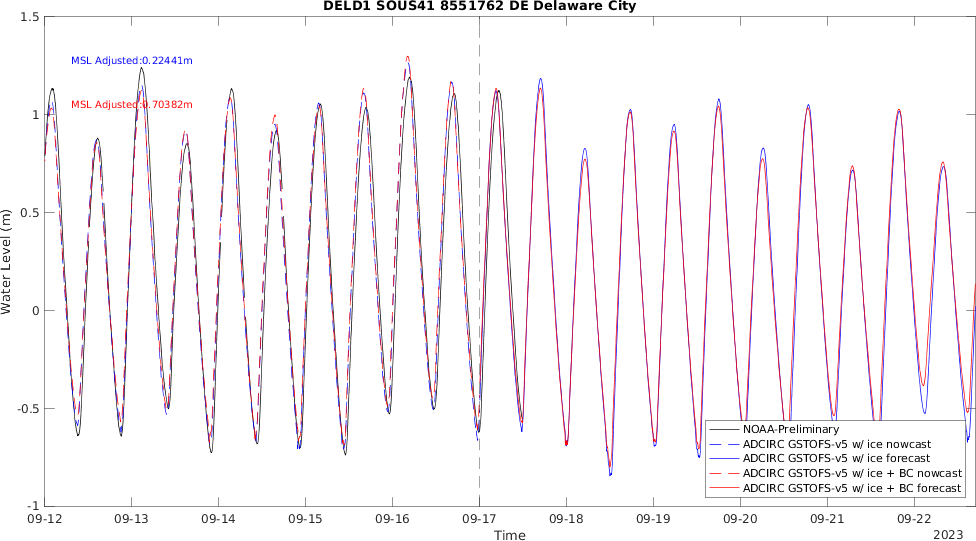 DELD1 SOUS41 8551762 DE Delaware City
1.5
MSL Adjusted:0.22441m
MSL Adjusted:0.70382m
1
0.5
Water Level (m)
0
-0.5
NOAA-Preliminary
ADCIRC GSTOFS-v5 w/ ice nowcast
ADCIRC GSTOFS-v5 w/ ice forecast
ADCIRC GSTOFS-v5 w/ ice + BC nowcast
ADCIRC GSTOFS-v5 w/ ice + BC forecast
-1
09-12 09-13 09-14 09-15 09-16 09-17 09-18 09-19 09-20 09-21 09-22
Time
2023